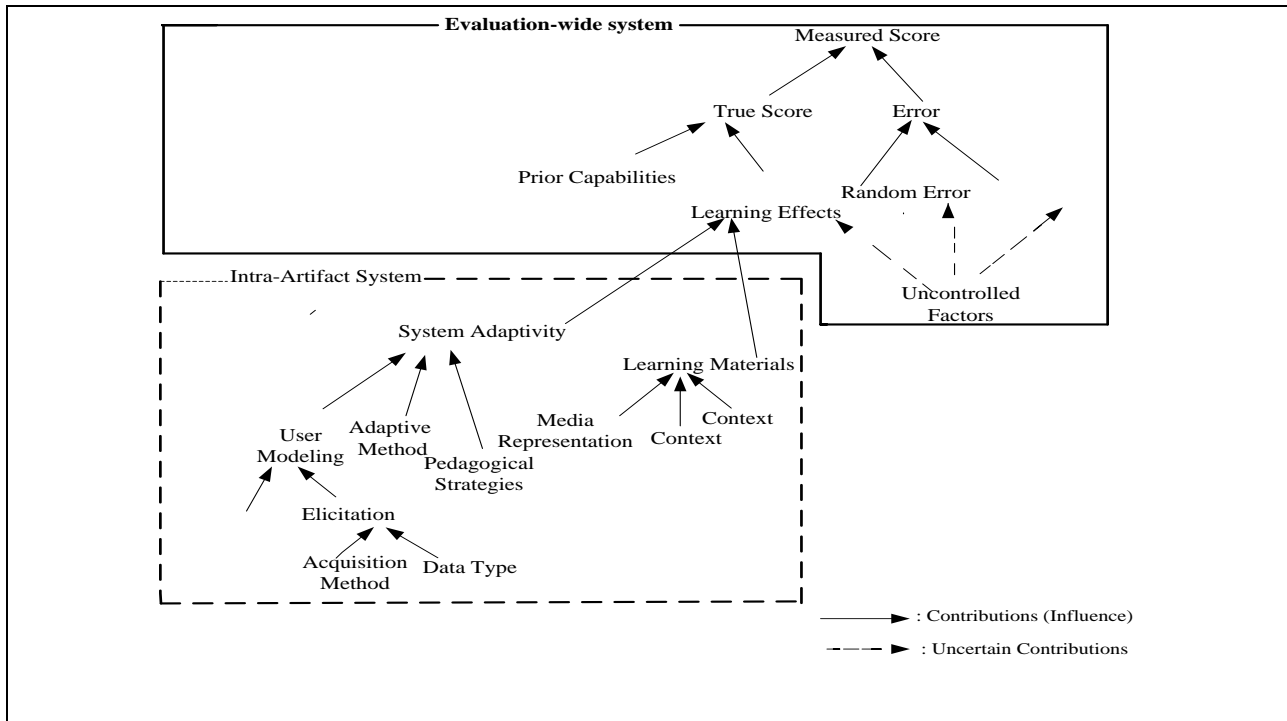 Evaluation-wide system
Measured Score
True Score
Error
Prior Capabilities
Random Error
Learning Effects
Uncontrolled
Factors
Intra-Artifact System
System Adaptivity
Learning Materials
Media
Representation
Context
Context
User
Modeling
Adaptive
Method
Pedagogical
Strategies
Elicitation
Acquisition
Method
Data Type
: Contributions (Influence)
: Uncertain Contributions